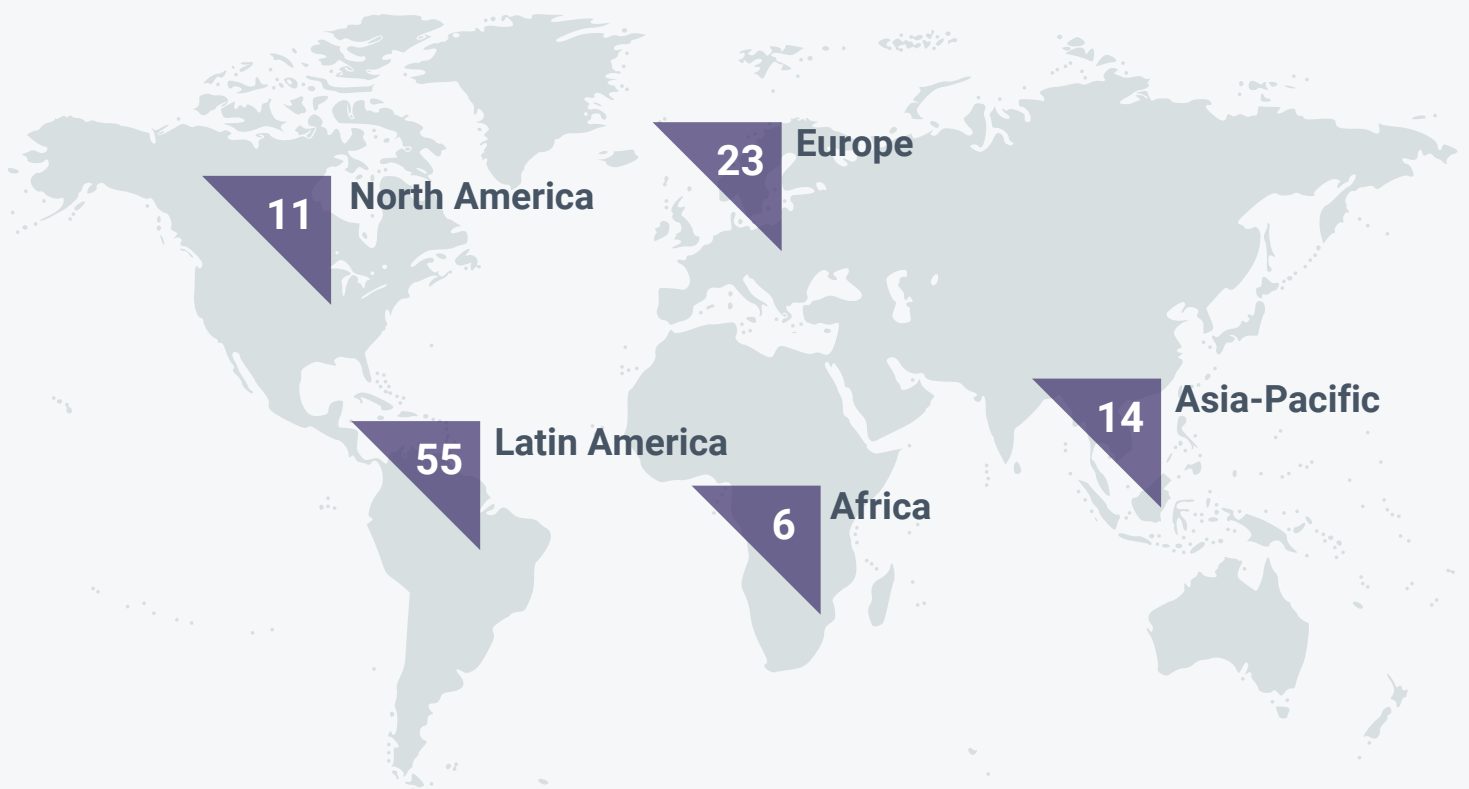 23
Europe
11
North America
14
Asia-Pacific
55
Latin America
6
Africa